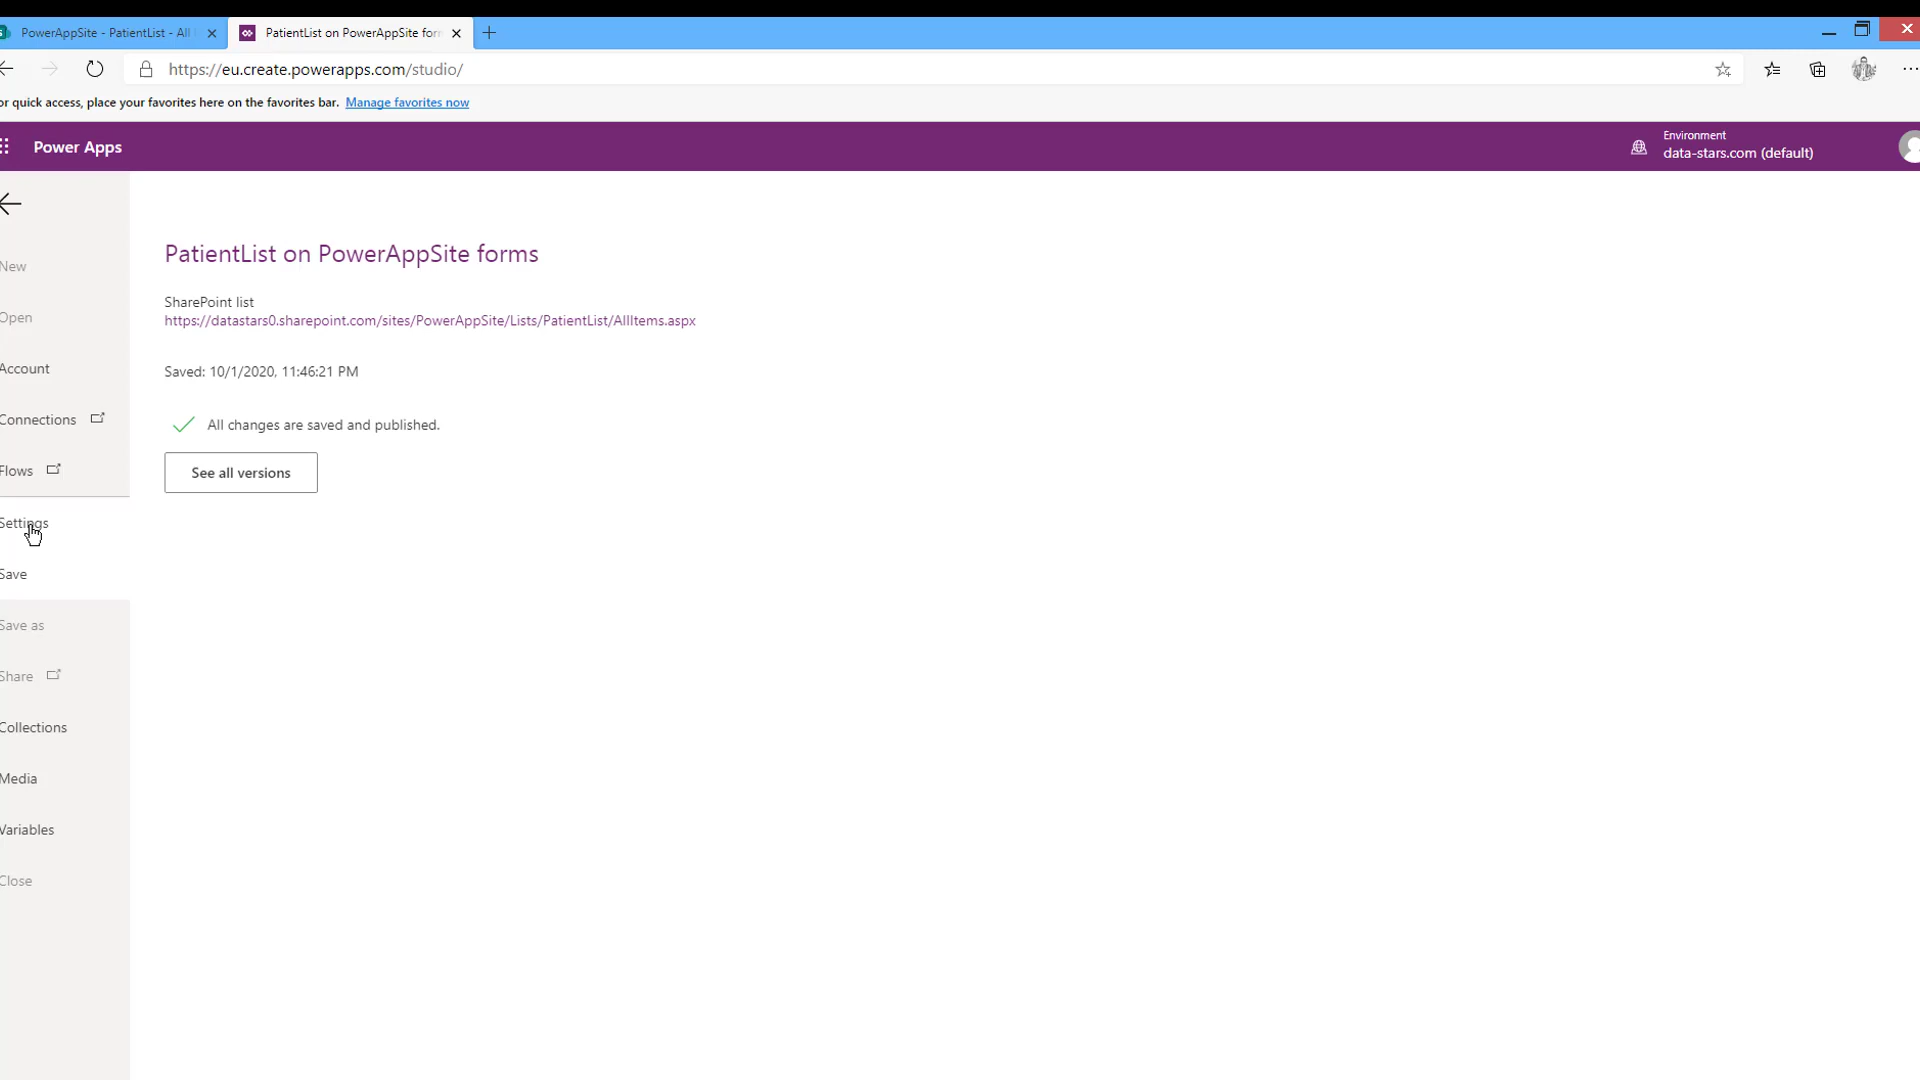 PowerAppSite - PatientList - All
PatientList on PowerAppSite for
https://eu.create.powerapps.com/studio/
or quick access, place your favorites here on the favorites bar. Manage favorites now
Power Apps
Environment
data-stars.com (default)
New
Open
Account
Connections
Flows
Settings
Save
Save as
Share
Collections
Media
Variables
Close
PatientList on PowerAppSite forms
SharePoint list
https://datastars0.sharepoint.com/sites/PowerAppSite/Lists/PatientList/AllItems.aspx
Saved: 10/1/2020, 11:46:21 PM
All changes are saved and published.
See all versions